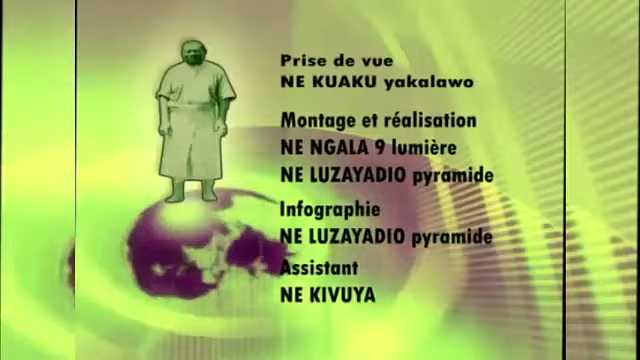 Prise de vue
NE KUAKU yakalawo
Montage et réalisation
NE NGALA 9 lumière
NE LUZAYADIO pyramide
Infographie
NE LUZAYADIO pyramide
Assistant
NE KIVUYA